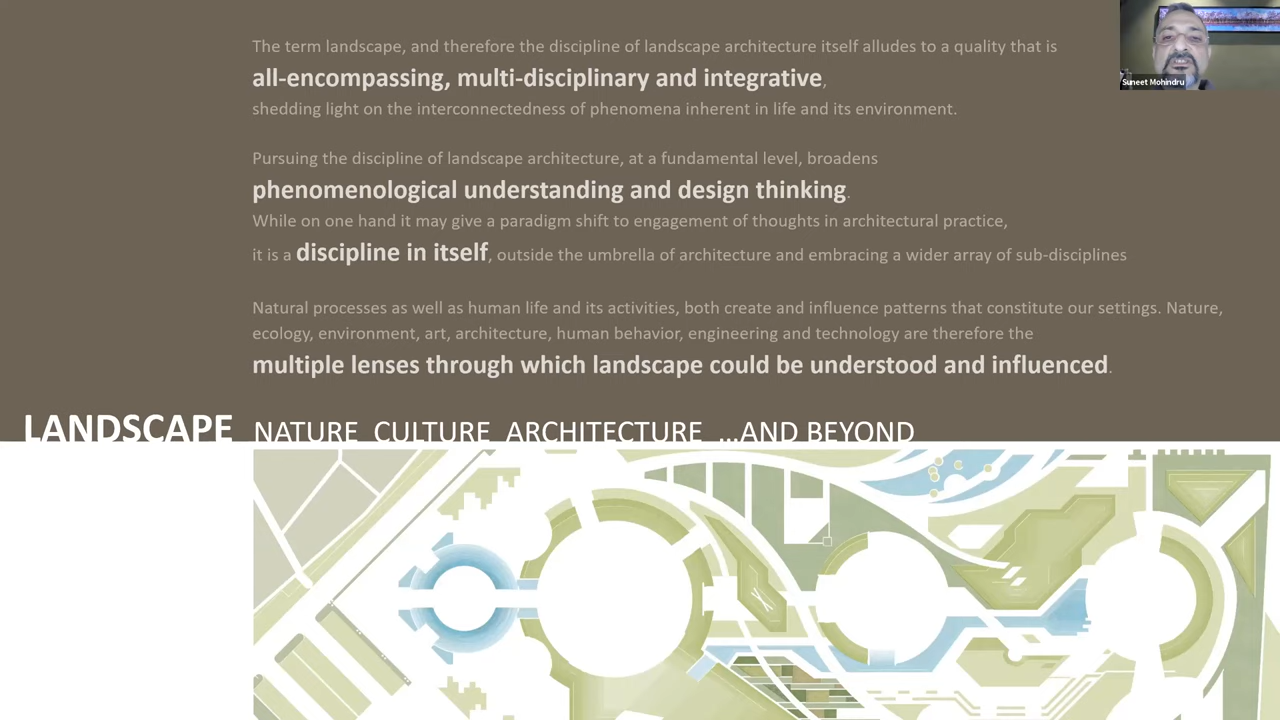 The term landscape, and therefore the discipline of landscape architecture itself alludes to a quality that is
all-encompassing, multi-disciplinary and integrative,
shedding light on the interconnectedness of phenomena inherent in life and its environment.
Pursuing the discipline of landscape architecture, at a fundamental level, broadens
phenomenological understanding and design thinking.
While on one hand it may give a paradigm shift to engagement of thoughts in architectural practice,
it is a discipline in itself, outside the umbrella of architecture and embracing a wider array of sub-disciplines
Natural processes as well as human life and its activities, both create and influence patterns that constitute our settings. Nature,
ecology, environment, art, architecture, human behavior, engineering and technology are therefore the
multiple lenses through which landscape could be understood and influenced.
LANDSCAPE NATURE CULTURE ARCHITECTURE ...AND BEYOND
Suneet Mohindru